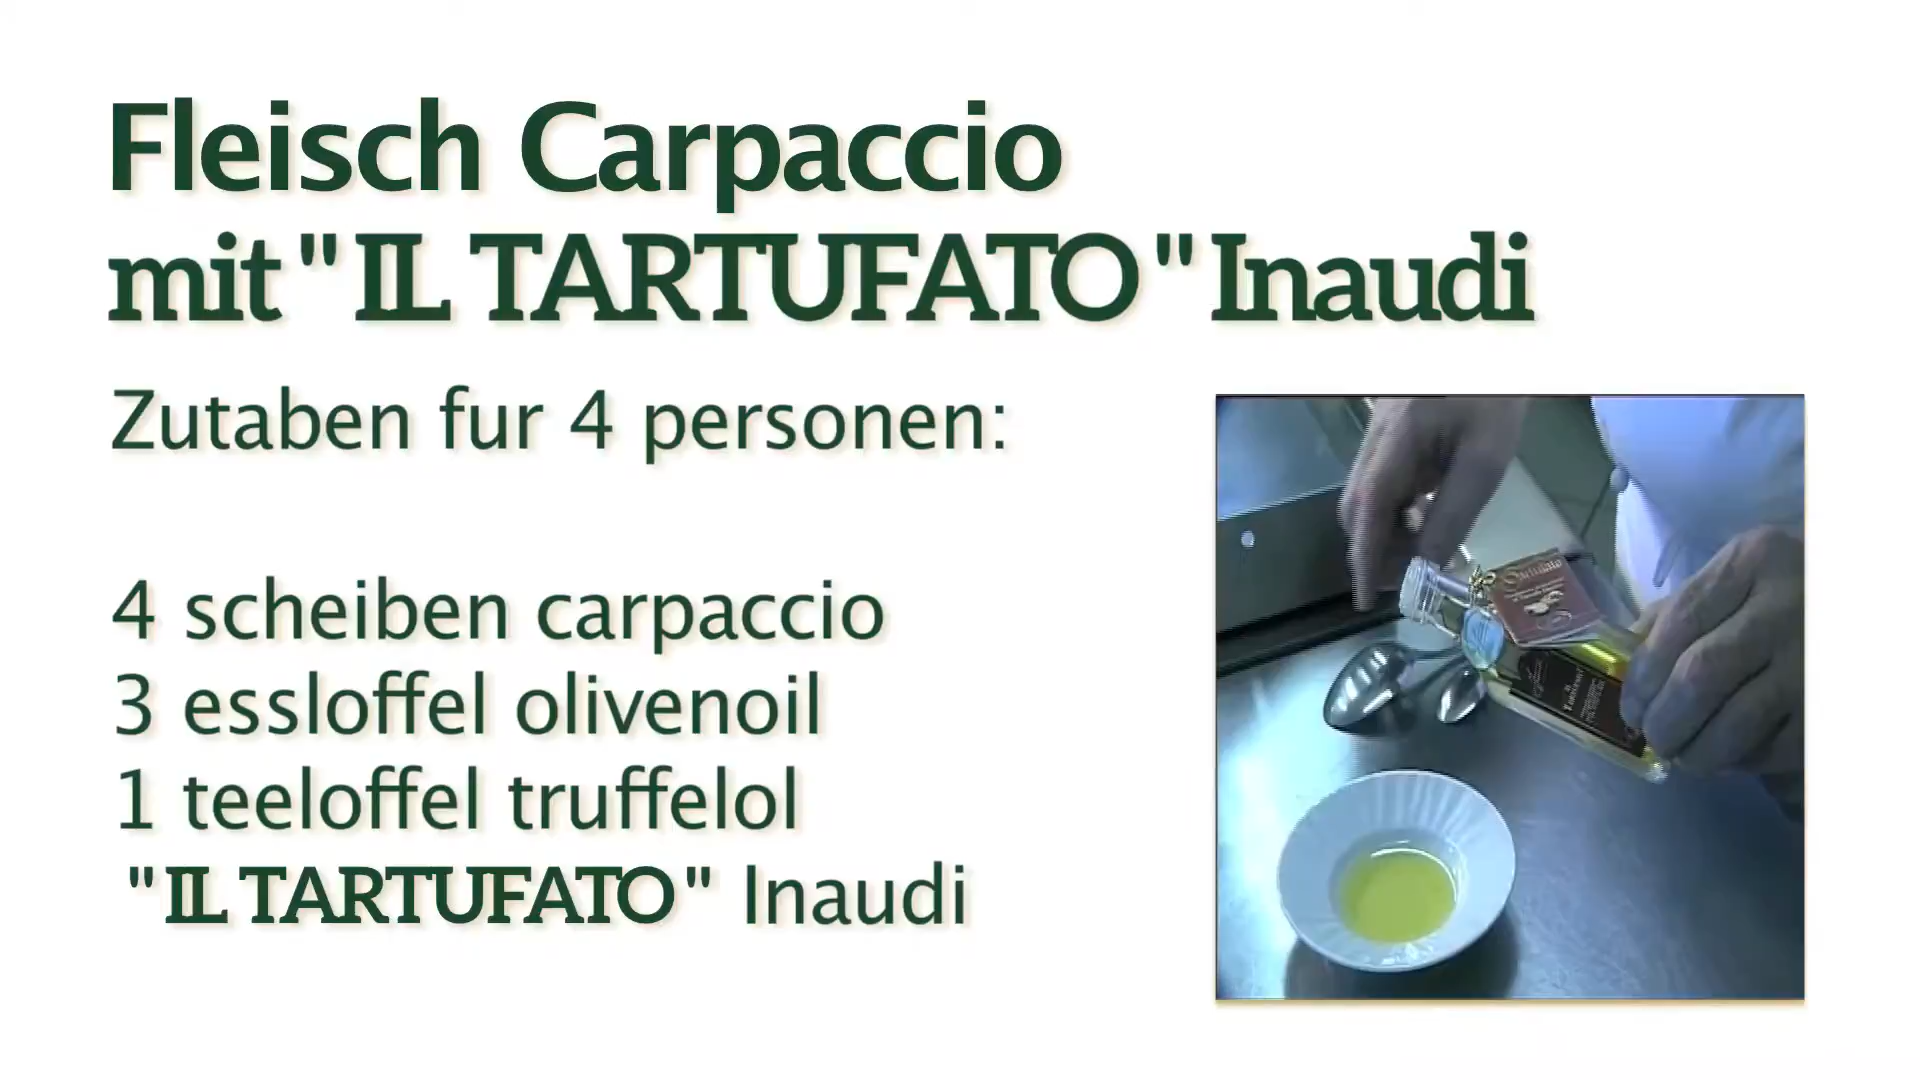 Fleisch Carpaccio
mit "IL TARTUFATO" Inaudi
Zutaben fur 4 personen:
4 scheiben carpaccio
3 essloffel olivenoil
1 teeloffel truffelol
"IL TARTUFATO" Inaudi